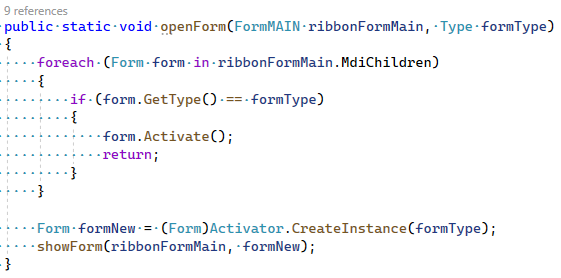 9 references
public static void openForm(FormMAIN ribbonFormMain, Type formType)
{
    foreach (Form form in ribbonFormMain.MdiChildren)
    {
        if (form.GetType() == formType)
        {
            form.Activate();
            return;
        }
    }

    Form formNew = (Form)Activator.CreateInstance(formType);
    showForm(ribbonFormMain, formNew);
}